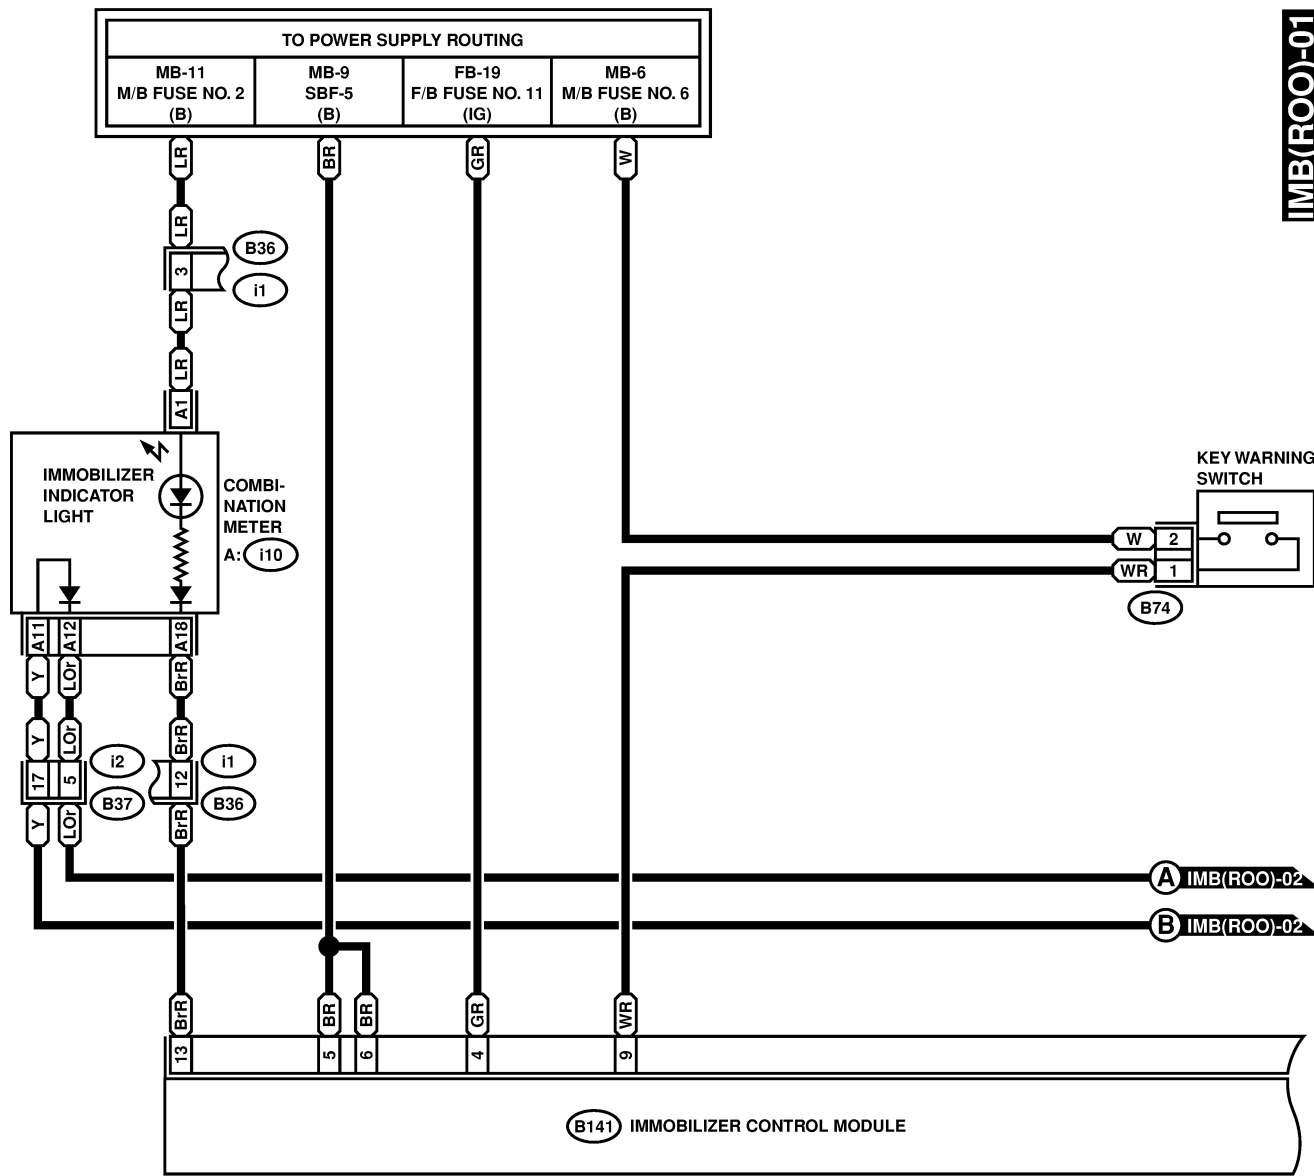 TO POWER SUPPLY ROUTING
MB-11
M/B FUSE NO. 2
(B)
MB-9
SBF-5
(B)
FB-19
F/B FUSE NO. 11
(IG)
MB-6
M/B FUSE NO. 6
(B)
IMB(ROO)-01
LR
BR
GR
W
LR
B36
3
i1
LR
LR
A1
IMMOBILIZER
INDICATOR
LIGHT
COMBI-
NATION
METER
A: i10
KEY WARNING
SWITCH
W 2
WR 1
B74
A11
A12
A18
Y
LOr
BrR
Y
LOr
BrR
i2
i1
17
5
12
B37
B36
Y
LOr
BrR
A IMB(ROO)-02
B IMB(ROO)-02
BrR
BR
BR
GR
WR
13
5
6
4
9
B141 IMMOBILIZER CONTROL MODULE